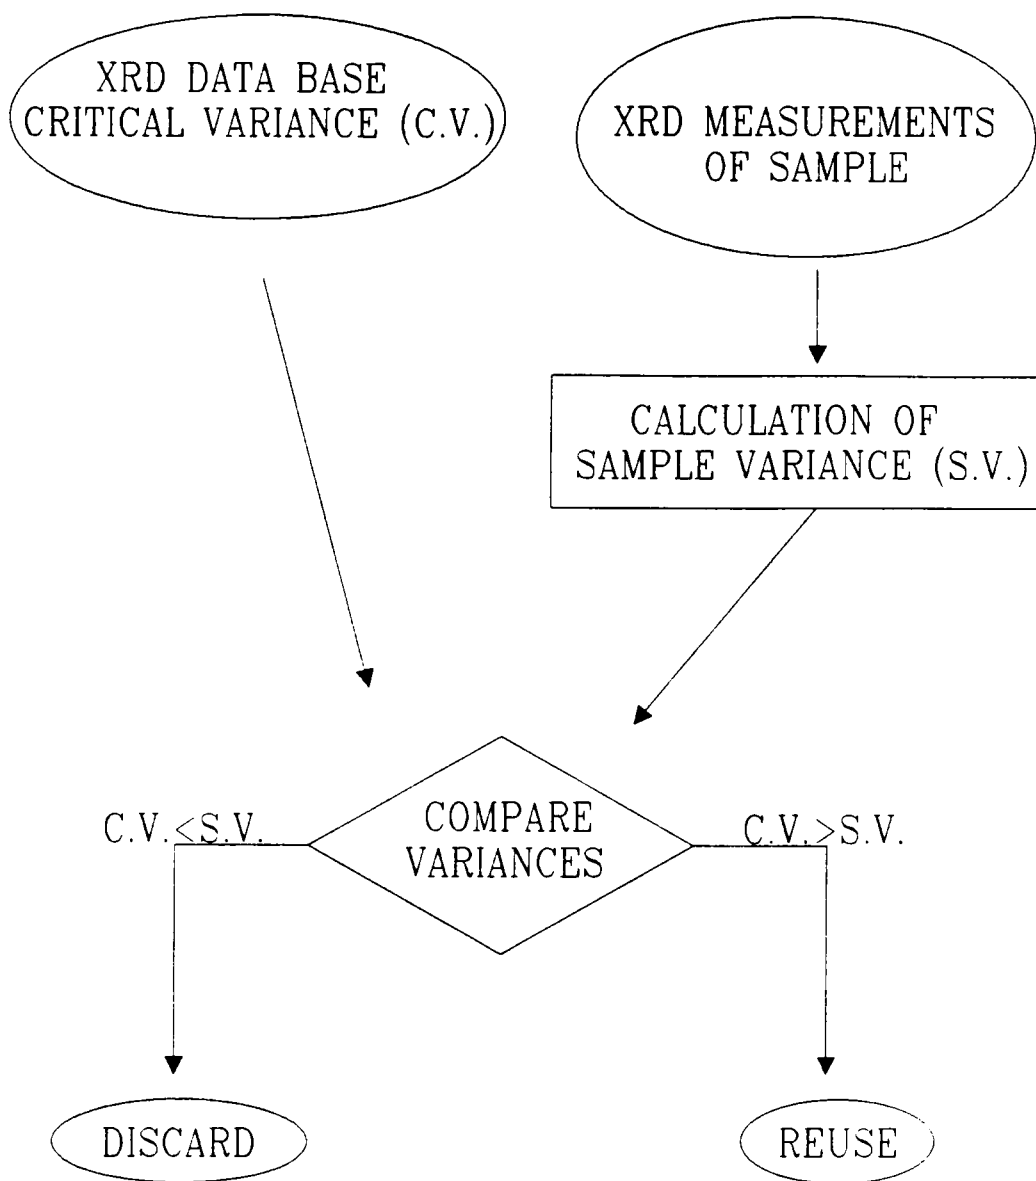 XRD DATA BASE
CRITICAL VARIANCE (C.V.)
XRD MEASUREMENTS
OF SAMPLE
CALCULATION OF
SAMPLE VARIANCE (S.V.)
COMPARE
VARIANCES
C.V.<S.V.
C.V.>S.V.
DISCARD
REUSE